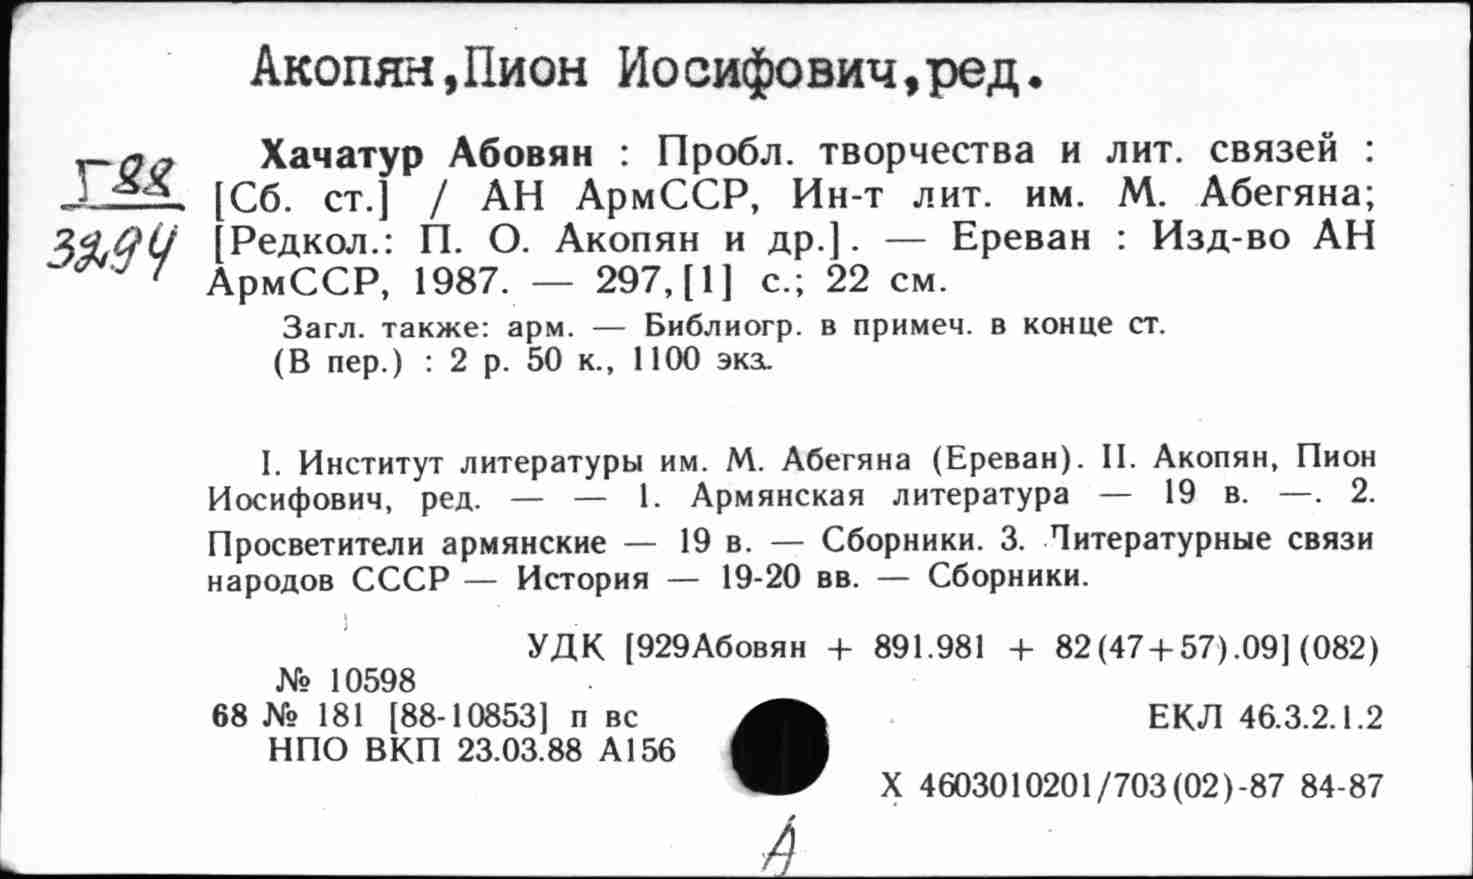 Акопян,Пион Иосифович,ред.
Г88
3294
Хачатур Абовян : Пробл. творчества и лит. связей :
[Сб. ст.] / АН АрмССР, Ин-т лит. им. М. Абегяна;
[Редкол.: П. О. Акопян и др.]. — Ереван : Изд-во АН
АрмССР, 1987. — 297,[1] с.; 22 см.
Загл. также: арм. — Библиогр. в примеч. в конце ст.
(В пер.) : 2 р. 50 к., 1100 экз.
I. Институт литературы им. М. Абегяна (Ереван). II. Акопян, Пион
Иосифович, ред. — — 1. Армянская литература — 19 в. —. 2.
Просветители армянские — 19 в. — Сборники. 3. Литературные связи
народов СССР — История — 19-20 вв. — Сборники.
УДК [929Абовян + 891.981 + 82(47+57).09](082)
№ 10598
68 № 181 [88-10853] п вс
НПО ВКП 23.03.88 А156
ЕКЛ 46.3.2.1.2
Х 4603010201/703(02)-87 84-87
А